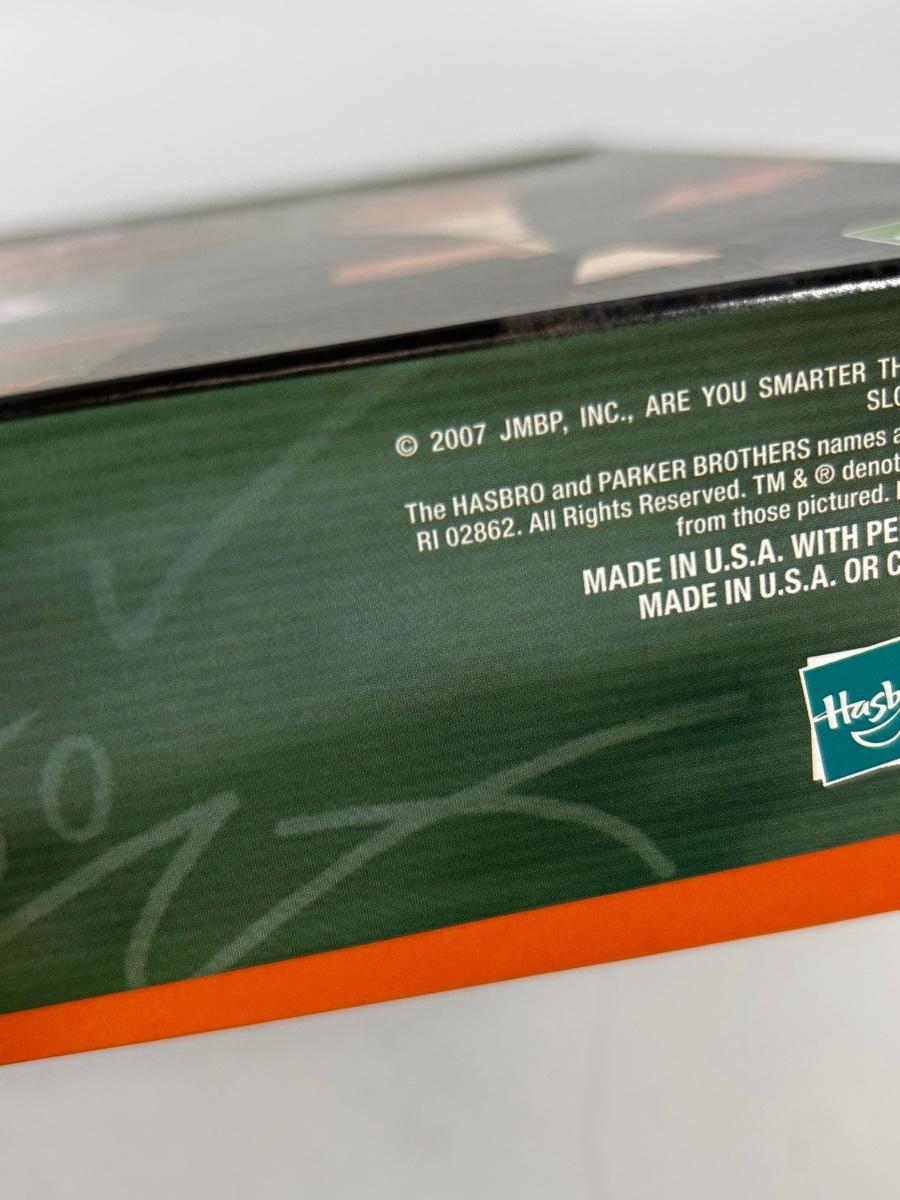 © 2007 JMBP, INC., ARE YOU SMARTER TH
SLO
The HASBRO and PARKER BROTHERS names a
RI 02862. All Rights Reserved. TM & ® denot
from those pictured.
MADE IN U.S.A. WITH PE
MADE IN U.S.A. OR C
Hasb
0